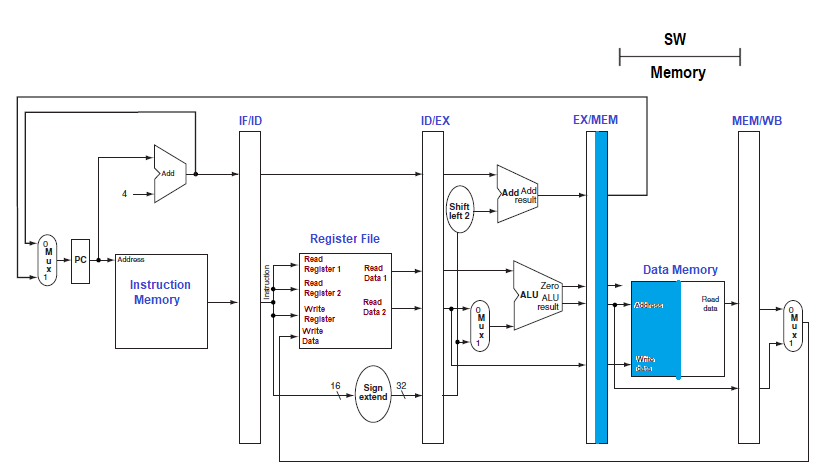 SW
Memory
IF/ID
ID/EX
EX/MEM
MEM/WB
Add
4
Add Add
result
Shift
left 2
Register File
0
M
u
x
1
PC
Address
Instruction
Memory
Instruction
Read
Register 1
Read
Register 2
Write
Register
Write
Data
Read
Data 1
Read
Data 2
0
M
u
x
1
ALU
Zero
ALU
result
Data Memory
Address
Read
data
Write
data
0
M
u
x
1
16
Sign
extend
32